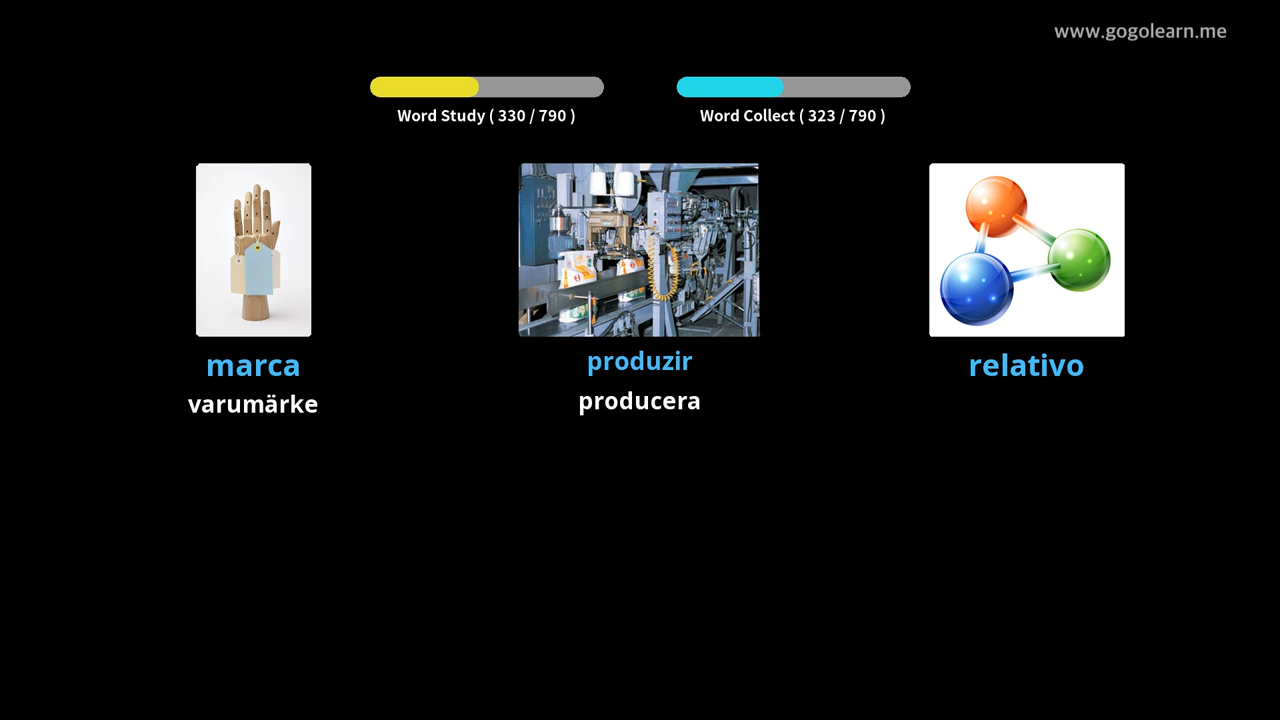 www.gogolearn.me
Word Study ( 330 / 790 )
Word Collect ( 323 / 790 )
marca
varumärke
produzir
producera
relativo